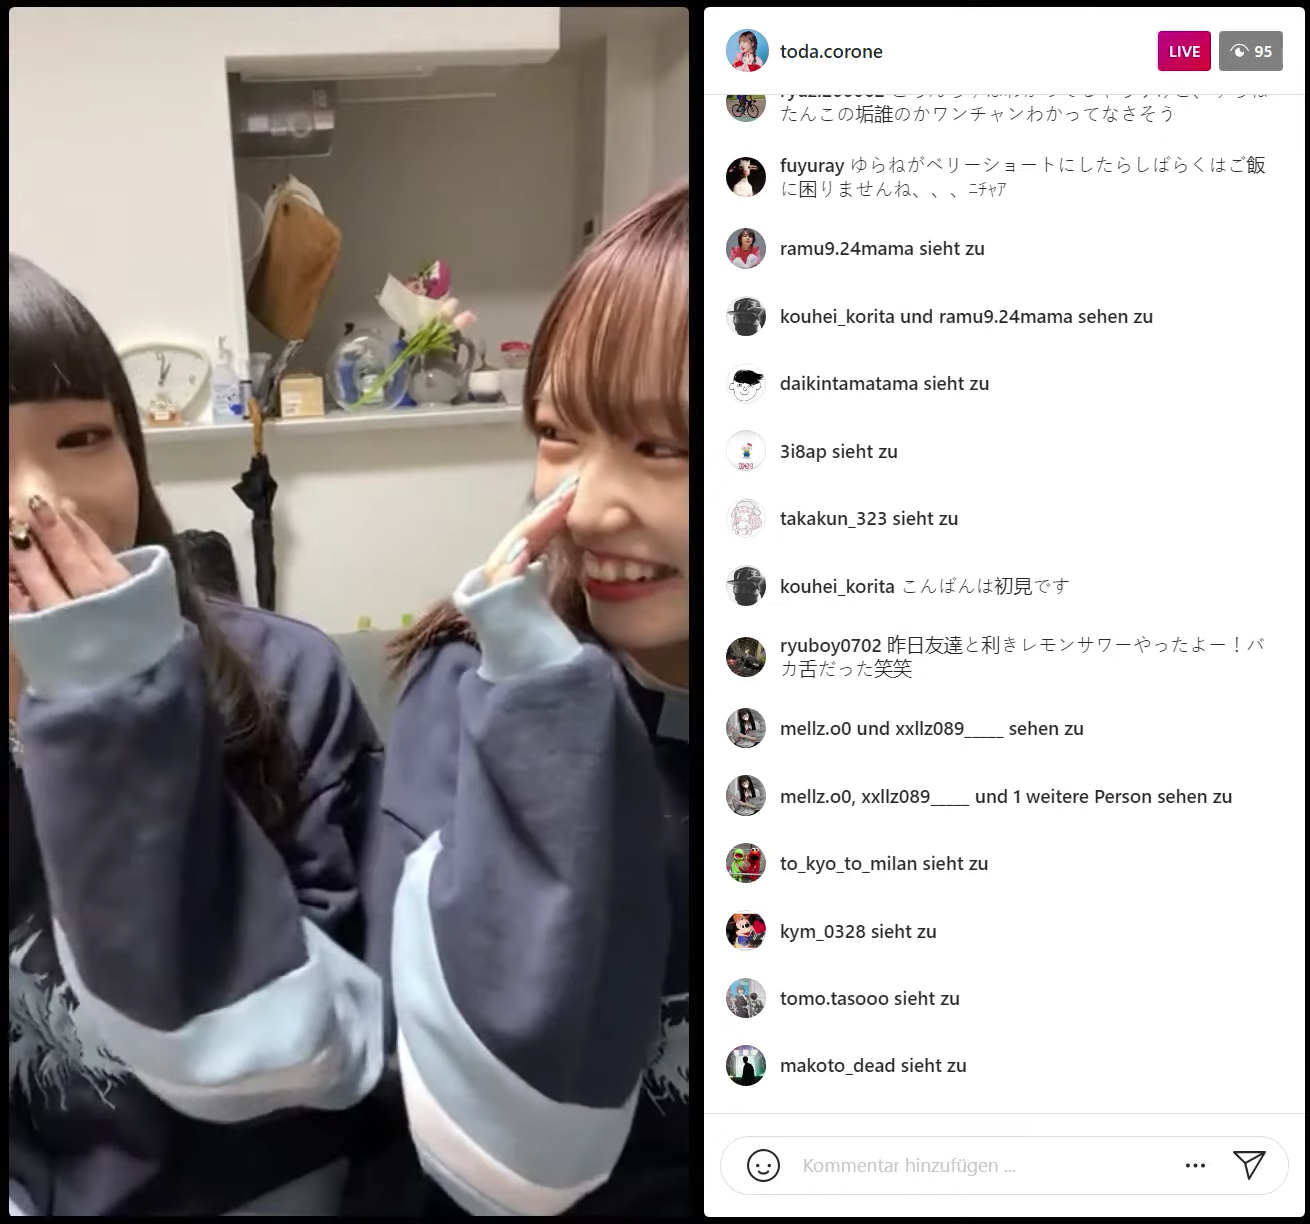 toda.corone
LIVE
95
たんこの垢誰のかワンチャンわかってなさそう
fuyuray ゆらねがベリーショートにしたらしばらくはご飯
に困りませんね、、、ﾆﾁｬｱ
ramu9.24mama sieht zu
kouhei_korita und ramu9.24mama sehen zu
daikintamatama sieht zu
3i8ap sieht zu
takakun_323 sieht zu
kouhei_korita こんばんは初見です
ryuboy0702 昨日友達と利きレモンサワーやったよー！バ
カ舌だった笑笑
mellz.o0 und xxllz089_____ sehen zu
mellz.o0, xxllz089_____ und 1 weitere Person sehen zu
to_kyo_to_milan sieht zu
kym_0328 sieht zu
tomo.tasooo sieht zu
makoto_dead sieht zu
Kommentar hinzufügen ...